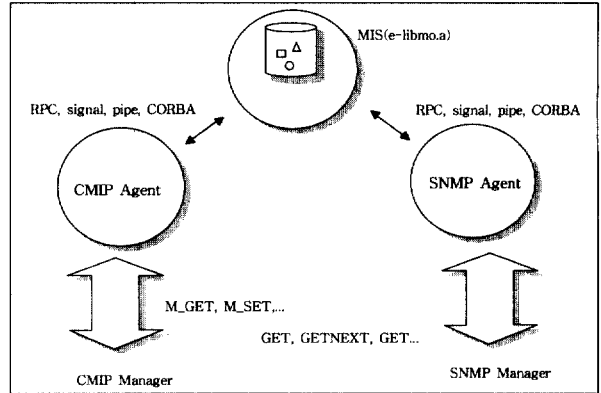 MIS(e-libmo.a)
RPC, signal, pipe, CORBA
RPC, signal, pipe, CORBA
CMIP Agent
SNMP Agent
M_GET, M_SET,...
GET, GETNEXT, GET...
CMIP Manager
SNMP Manager